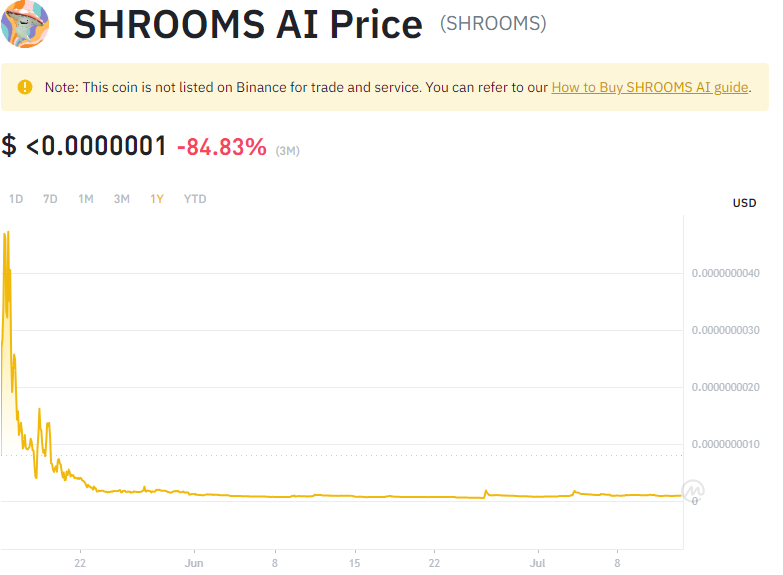 SHROOMS AI Price (SHROOMS)
Note: This coin is not listed on Binance for trade and service. You can refer to our How to Buy SHROOMS AI guide.
$ <0.0000001 -84.83% (3M)
1D 7D 1M 3M 1Y YTD
USD
0.0000000040
0.0000000030
0.0000000020
0.0000000010
0
22 Jun 8 15 22 Jul 8